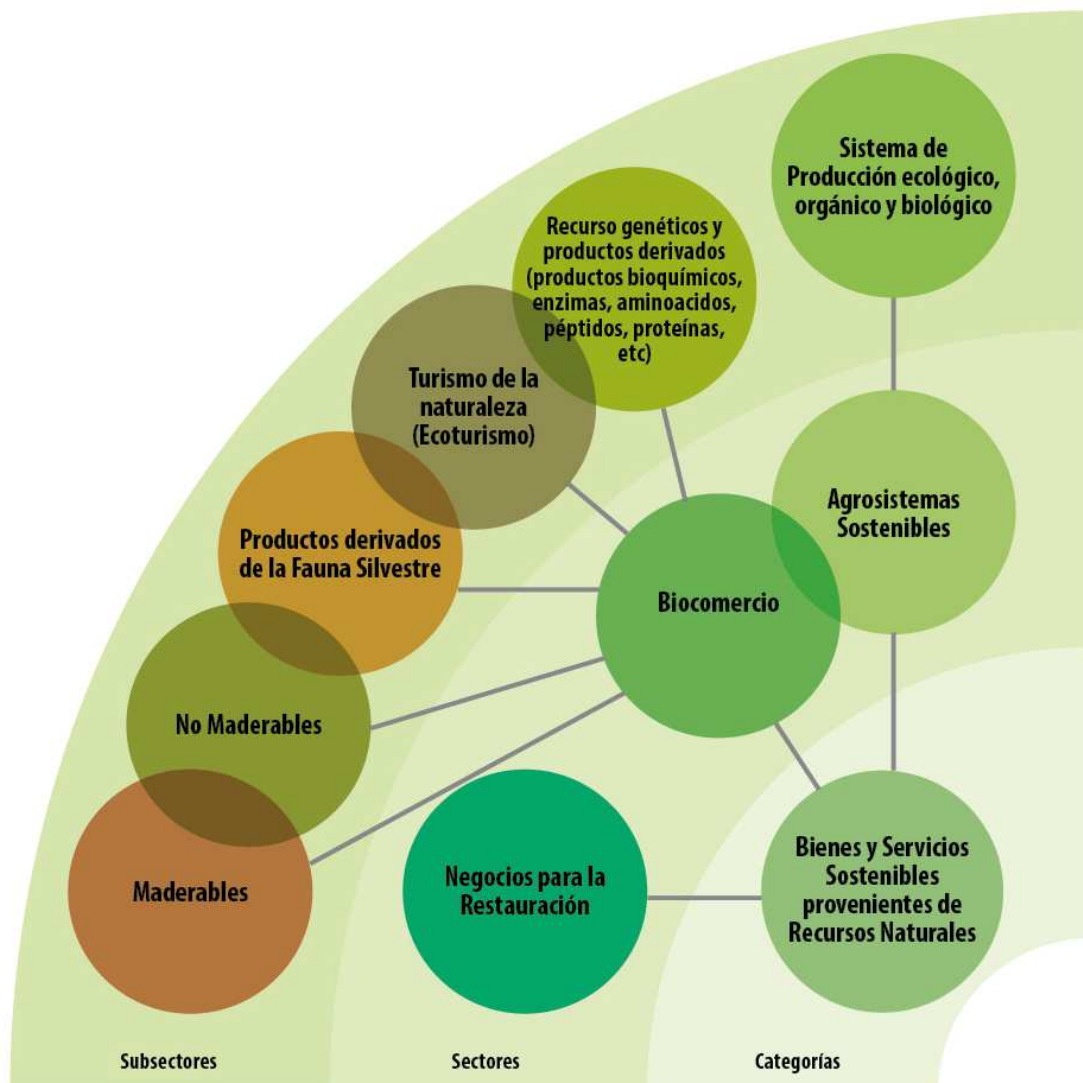 Sistema de
Producción ecológico,
orgánico y biológico
Recurso genéticos y
productos derivados
(productos bioquímicos,
enzimas, aminoacidos,
péptidos, proteínas,
etc)
Turismo de la
naturaleza
(Ecoturismo)
Agrosistemas
Sostenibles
Productos derivados
de la Fauna Silvestre
Biocomercio
No Maderables
Maderables
Negocios para la
Restauración
Bienes y Servicios
Sostenibles
provenientes de
Recursos Naturales
Subsectores
Sectores
Categorías